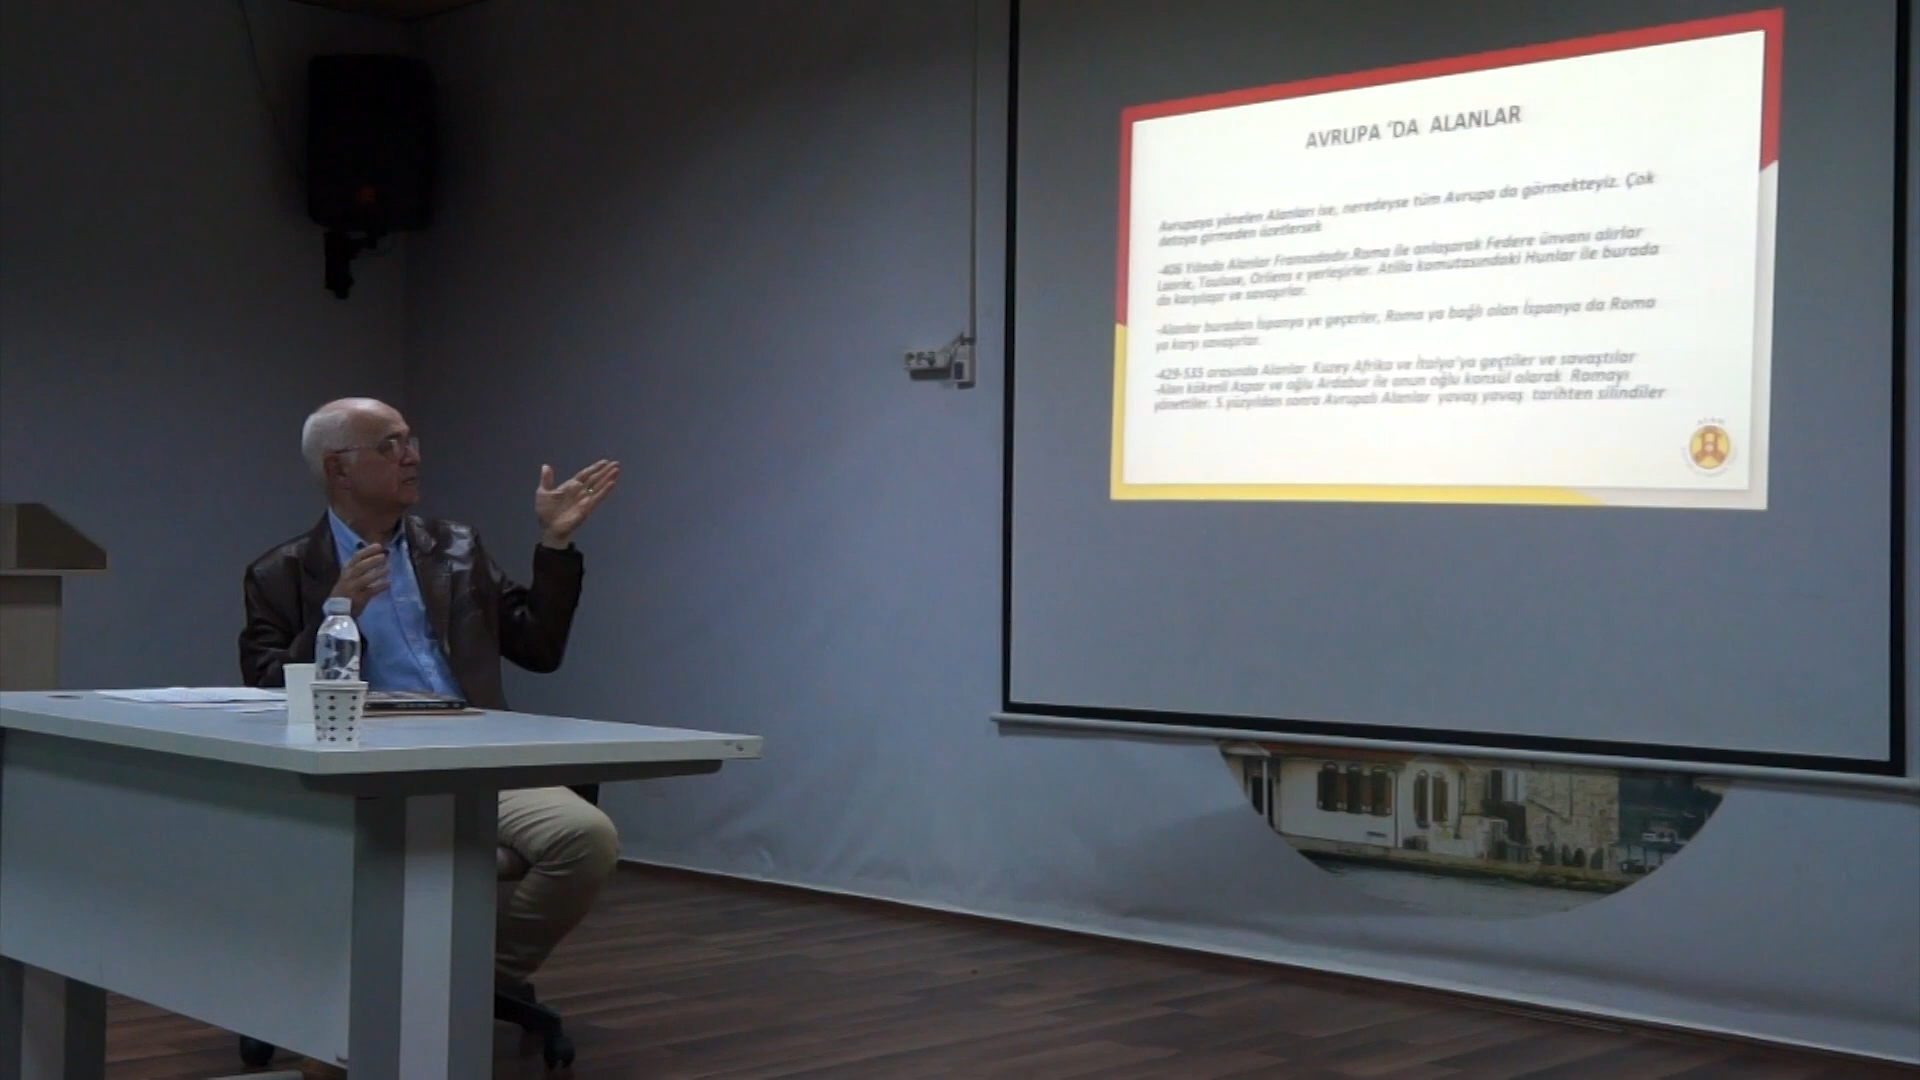 AVRUPA 'DA ALANLAR
Avrupaya yönelen Alanları ise, neredeyse tüm Avrupa da görmekteyiz. Çok
detaya girmeden özetlersek
-406 Yılında Alanlar Fransadadır.Roma ile anlaşarak Federe ünvanı alırlar
Loorie, Tauluse, Orilens e yerleşirler. Atilla komutasındaki Hunlar ile burada
da karşılaşır ve savaşırlar.
-Alanlar buradan İspanya ye geçerler, Roma ya bağlı olan İspanya da Roma
ya karşı savaşırlar.
-429-535 arasında Alanlar Kuzey Afrika ve İtalya'ya geçtiler ve savaştılar
-Alan kökenli Aspar ve oğlu Ardabur ile onun oğlu konsül olarak Romayı
yönettiler. 5.yüzyıldan sonra Avrupalı Alanlar yavaş yavaş tarihten silindiler